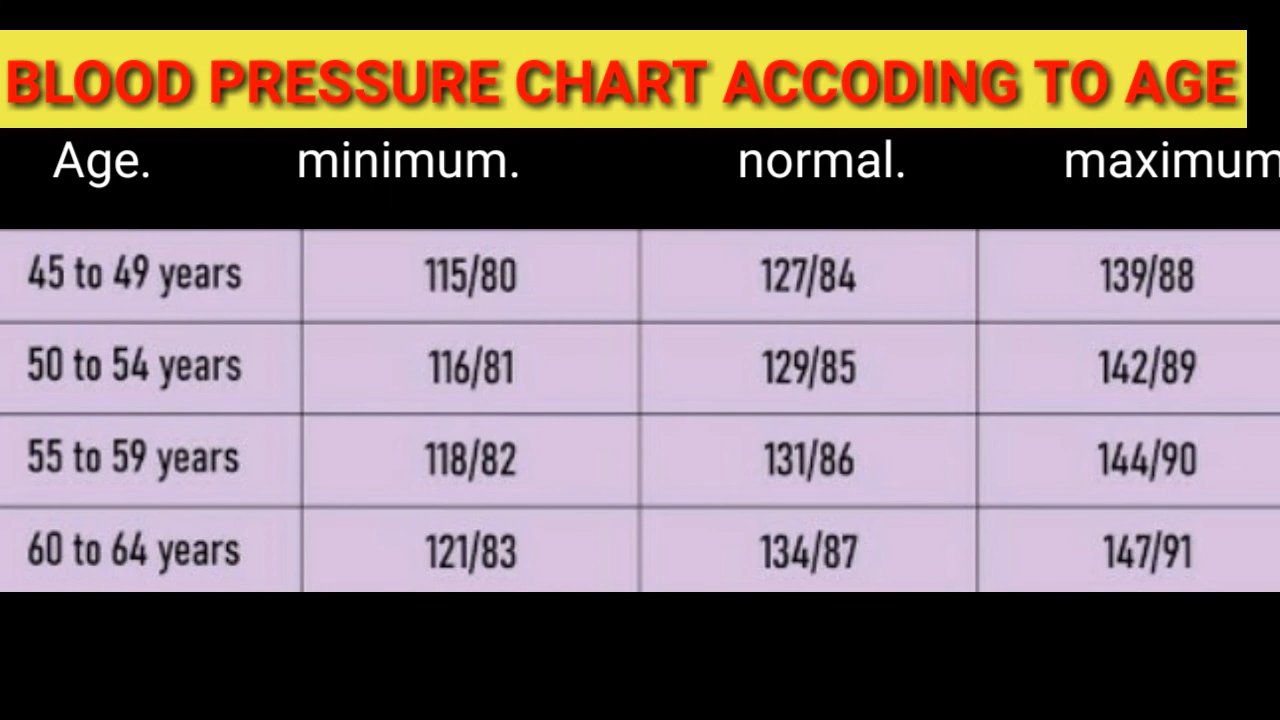 BLOOD PRESSURE CHART ACCODING TO AGE
Age. minimum. normal. maximum
45 to 49 years 115/80 127/84 139/88
50 to 54 years 116/81 129/85 142/89
55 to 59 years 118/82 131/86 144/90
60 to 64 years 121/83 134/87 147/91